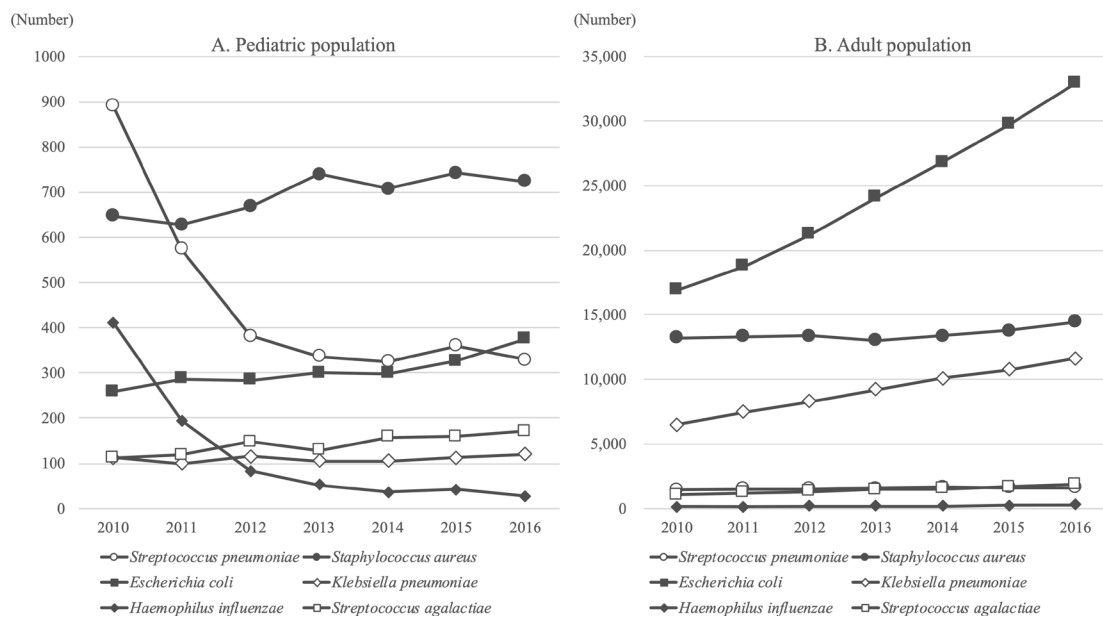 (Number)
A. Pediatric population
1000
900
800
700
600
500
400
300
200
100
0
2010 2011 2012 2013 2014 2015 2016
Streptococcus pneumoniae Staphylococcus aureus
Escherichia coli Klebsiella pneumoniae
Haemophilus influenzae Streptococcus agalactiae
(Number)
B. Adult population
35,000
30,000
25,000
20,000
15,000
10,000
5,000
0
2010 2011 2012 2013 2014 2015 2016
Streptococcus pneumoniae Staphylococcus aureus
Escherichia coli Klebsiella pneumoniae
Haemophilus influenzae Streptococcus agalactiae